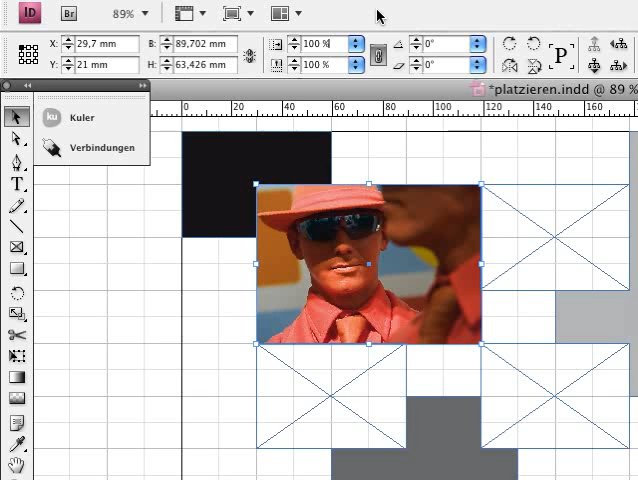 ID Br 89%
X: 29,7 mm B: 89,702 mm 100 % 0° P
Y: 21 mm H: 63,426 mm 100 % 0°
*platzieren.indd @ 89 %
0 20 40 60 80 100 120 140 160
ku Kuler
Verbindungen
T